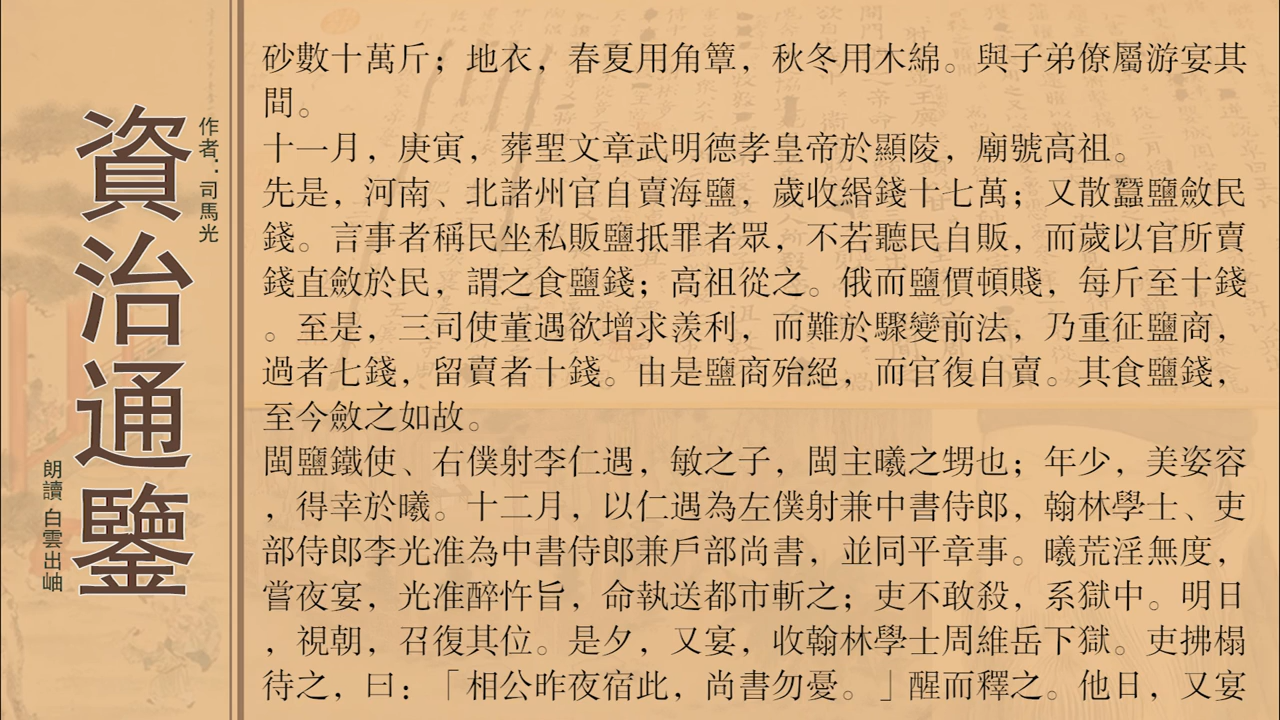 資治通鑒
作者：司馬光
朗讀 白雲出岫
砂數十萬斤；地衣，春夏用角簟，秋冬用木綿。與子弟僚屬游宴其
間。
十一月，庚寅，葬聖文章武明德孝皇帝於顯陵，廟號高祖。
先是，河南、北諸州官自賣海鹽，歲收緡錢十七萬；又散蠶鹽斂民
錢。言事者稱民坐私販鹽抵罪者眾，不若聽民自販，而歲以官所賣
錢直斂於民，謂之食鹽錢；高祖從之。俄而鹽價頓賤，每斤至十錢
。至是，三司使董遇欲增求羨利，而難於驟變前法，乃重征鹽商，
過者七錢，留賣者十錢。由是鹽商殆絕，而官復自賣。其食鹽錢，
至今斂之如故。
閩鹽鐵使、右僕射李仁遇，敏之子，閩主曦之甥也；年少，美姿容
，得幸於曦。十二月，以仁遇為左僕射兼中書侍郎，翰林學士、吏
部侍郎李光准為中書侍郎兼戶部尚書，並同平章事。曦荒淫無度，
嘗夜宴，光准醉忤旨，命執送都市斬之；吏不敢殺，系獄中。明日
，視朝，召復其位。是夕，又宴，收翰林學士周維岳下獄。吏拂榻
待之，曰：「相公昨夜宿此，尚書勿憂。」醒而釋之。他日，又宴